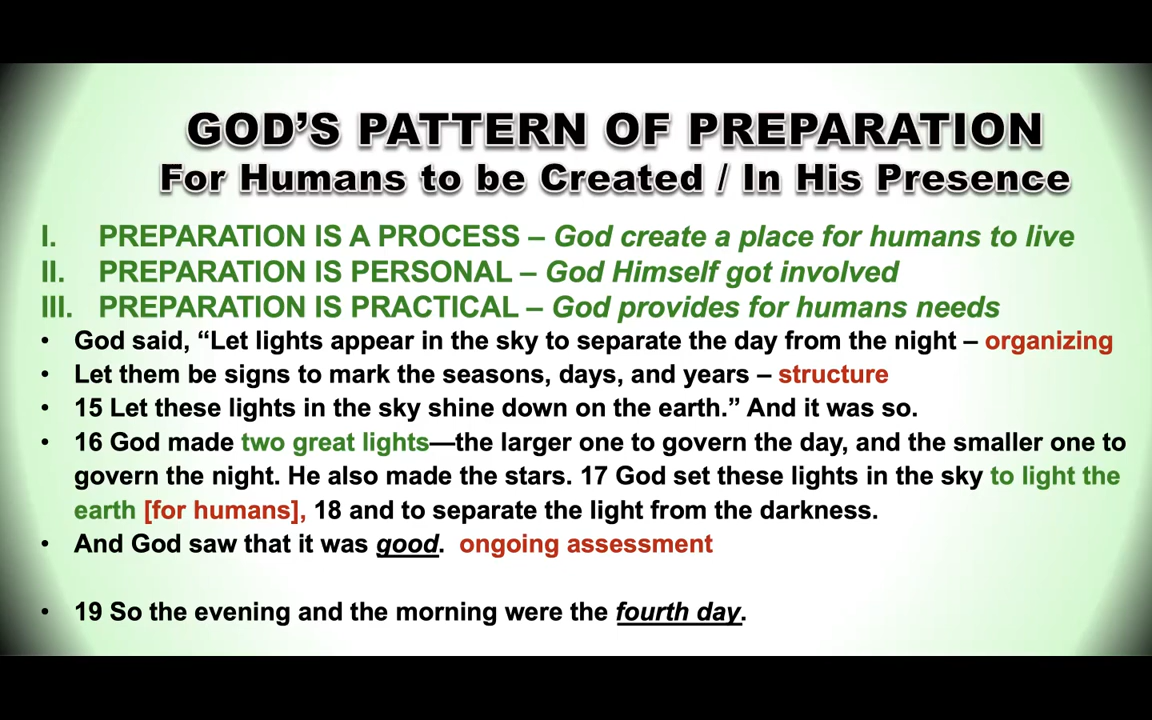 GOD'S PATTERN OF PREPARATION
For Humans to be Created / In His Presence
I. PREPARATION IS A PROCESS – God create a place for humans to live
II. PREPARATION IS PERSONAL – God Himself got involved
III. PREPARATION IS PRACTICAL – God provides for humans needs
• God said, “Let lights appear in the sky to separate the day from the night – organizing
• Let them be signs to mark the seasons, days, and years – structure
• 15 Let these lights in the sky shine down on the earth.” And it was so.
• 16 God made two great lights—the larger one to govern the day, and the smaller one to
govern the night. He also made the stars. 17 God set these lights in the sky to light the
earth [for humans], 18 and to separate the light from the darkness.
• And God saw that it was good. ongoing assessment
• 19 So the evening and the morning were the fourth day.